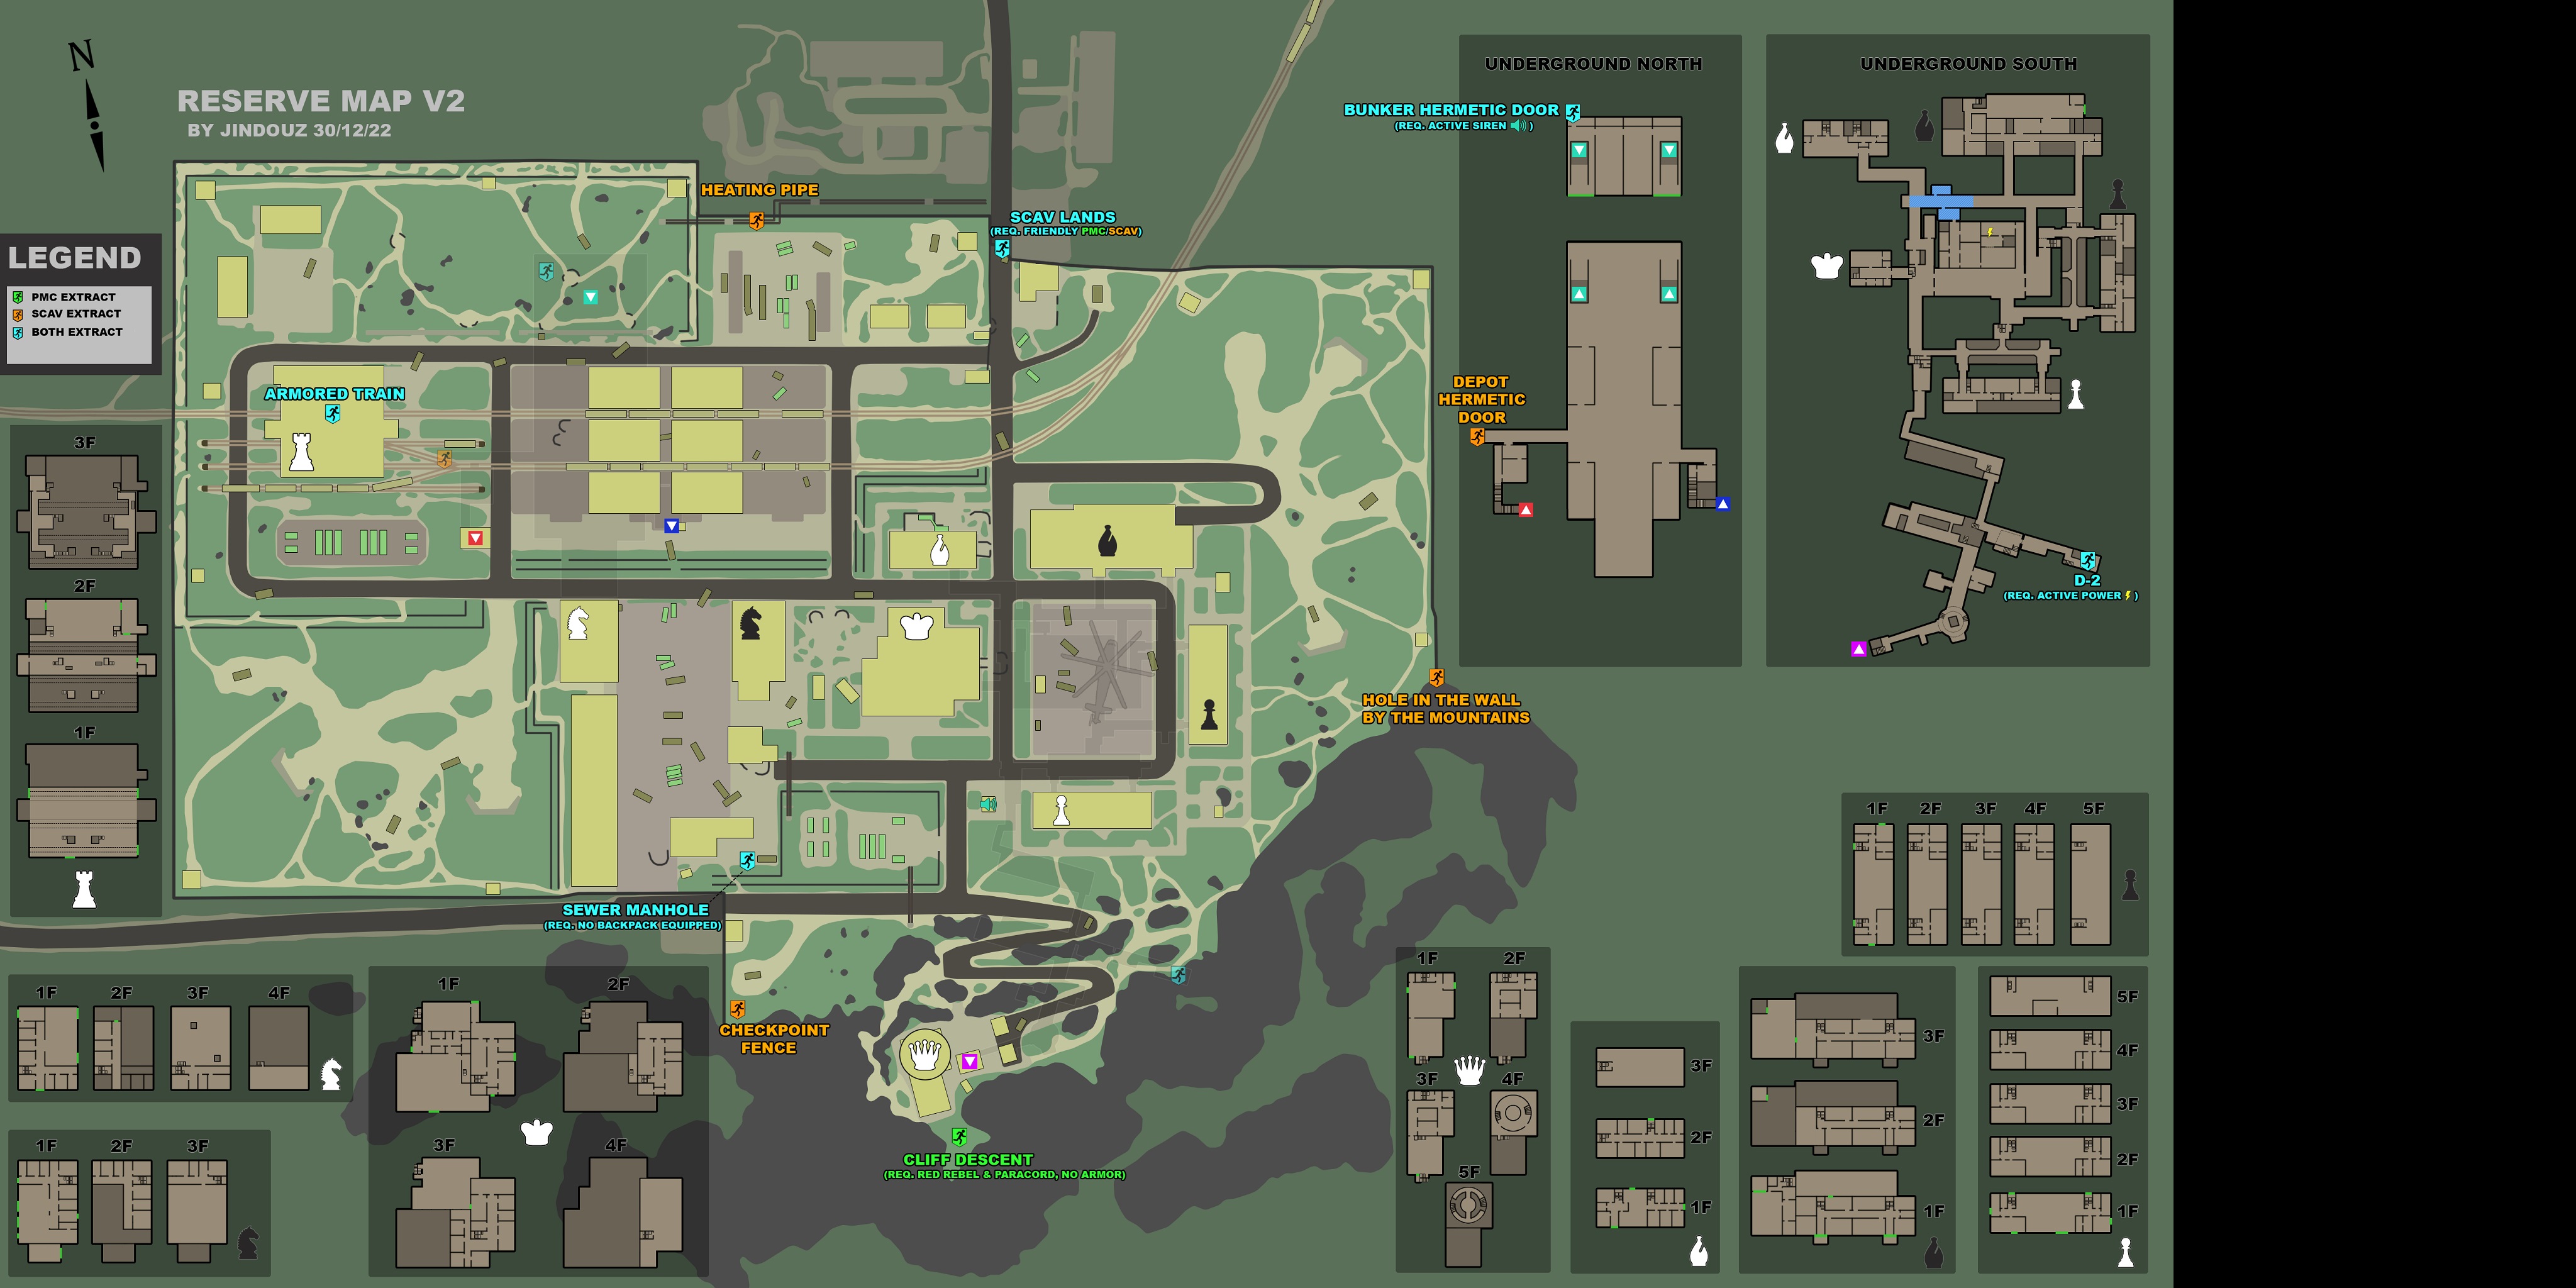 N
RESERVE MAP V2
BY JINDOUZ 30/12/22
LEGEND
PMC EXTRACT
SCAV EXTRACT
BOTH EXTRACT
HEATING PIPE
SCAV LANDS
(REQ. FRIENDLY PMC/SCAV)
ARMORED TRAIN
UNDERGROUND NORTH
BUNKER HERMETIC DOOR
(REQ. ACTIVE SIREN )
DEPOT
HERMETIC
DOOR
UNDERGROUND SOUTH
D-2
(REQ. ACTIVE POWER )
HOLE IN THE WALL
BY THE MOUNTAINS
SEWER MANHOLE
(REQ. NO BACKPACK EQUIPPED)
CHECKPOINT
FENCE
CLIFF DESCENT
(REQ. RED REBEL & PARACORD, NO ARMOR)
3F
2F
1F
1F 2F 3F 4F
1F 2F 3F
1F 2F
3F 4F
1F 2F
3F 4F
5F
3F
2F
1F
3F
2F
1F
1F 2F 3F 4F 5F
5F
4F
3F
2F
1F